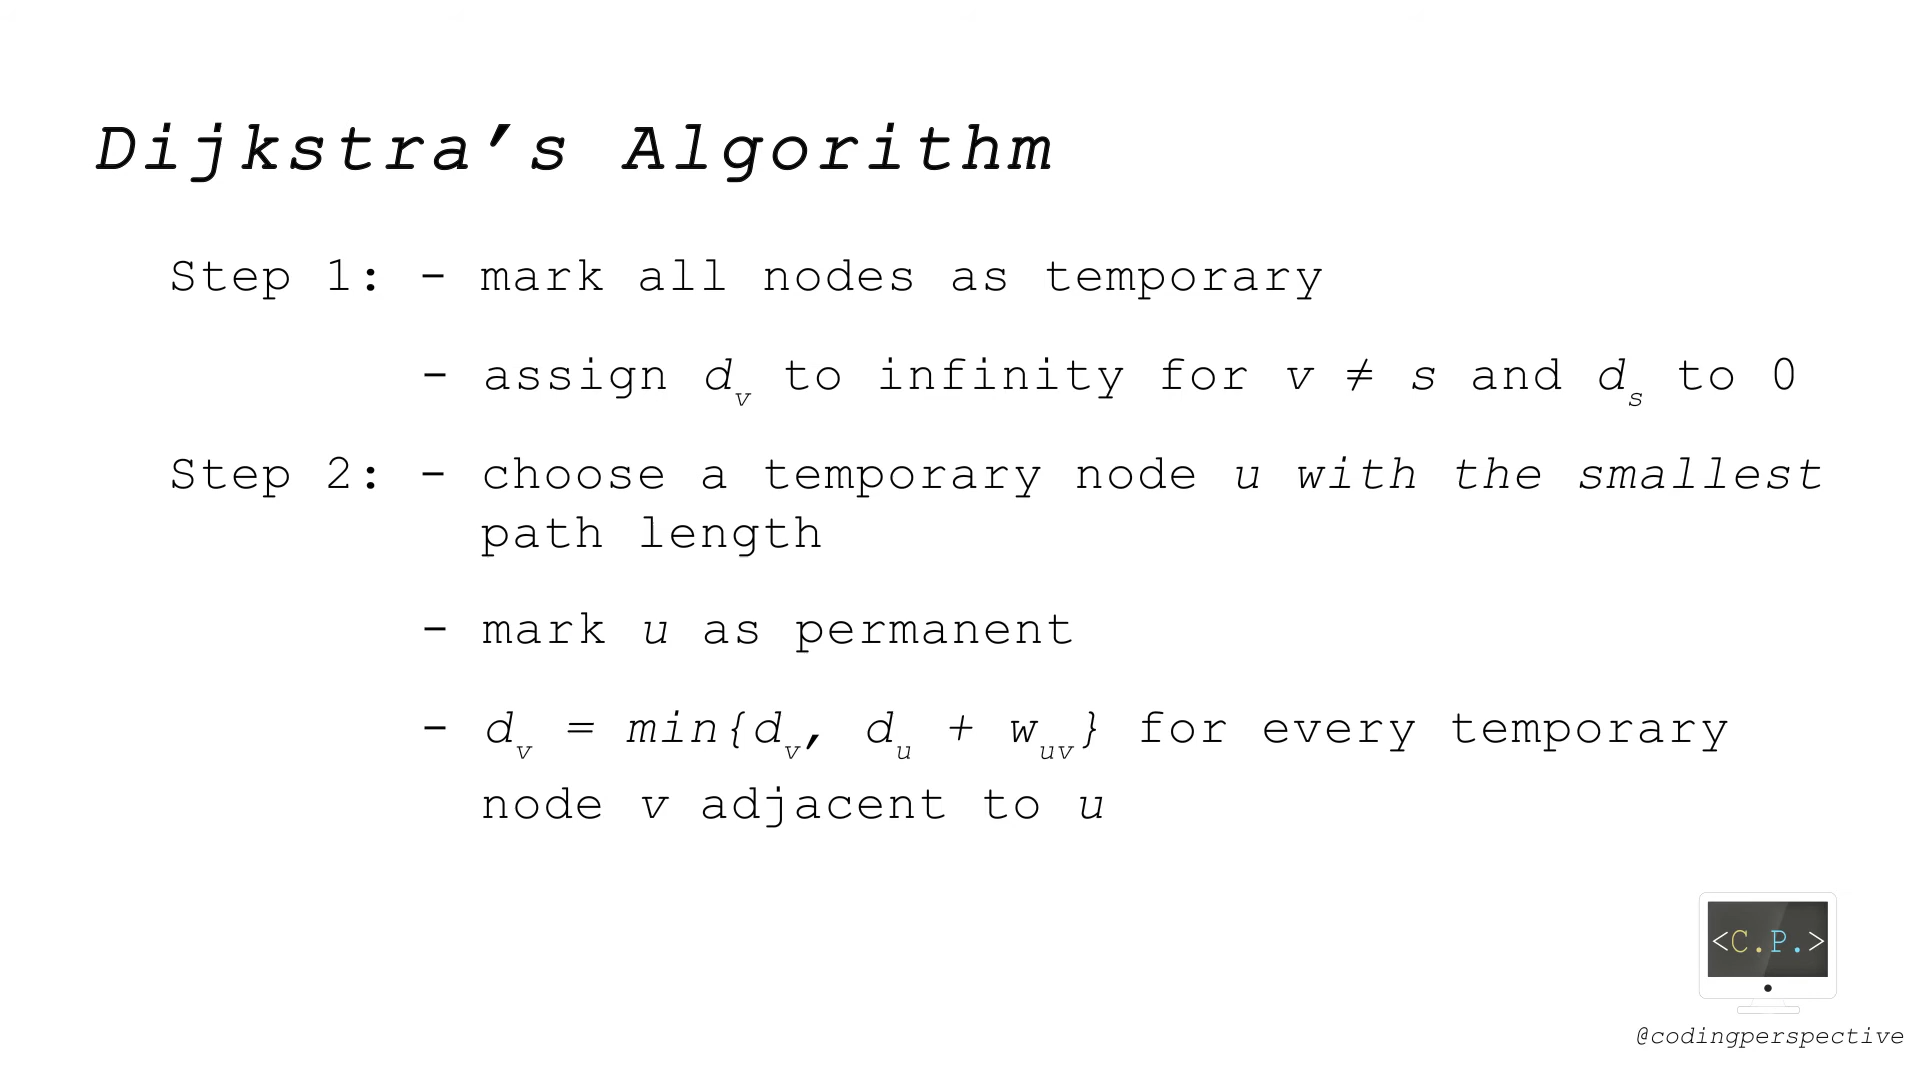 Dijkstra’s Algorithm
Step 1: - mark all nodes as temporary
- assign dᵥ to infinity for v ≠ s and dₛ to 0
Step 2: - choose a temporary node u with the smallest
path length
- mark u as permanent
- dᵥ = min{dᵥ, dᵤ + wᵤᵥ} for every temporary
node v adjacent to u
<C.P.>
@codingperspective